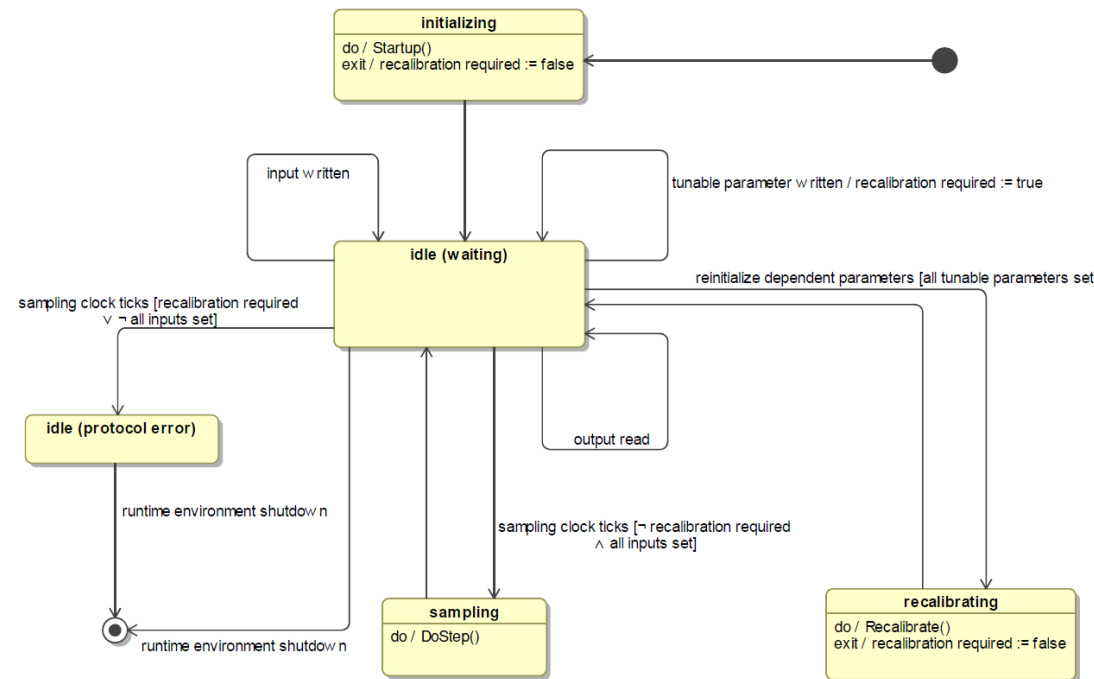 initializing
do / Startup()
exit / recalibration required := false
input written
tunable parameter written / recalibration required := true
idle (waiting)
reinitialize dependent parameters [all tunable parameters set
sampling clock ticks [recalibration required
∨ ¬ all inputs set]
idle (protocol error)
output read
runtime environment shutdown
sampling clock ticks [¬ recalibration required
∧ all inputs set]
sampling
do / DoStep()
recalibrating
do / Recalibrate()
exit / recalibration required := false
runtime environment shutdown